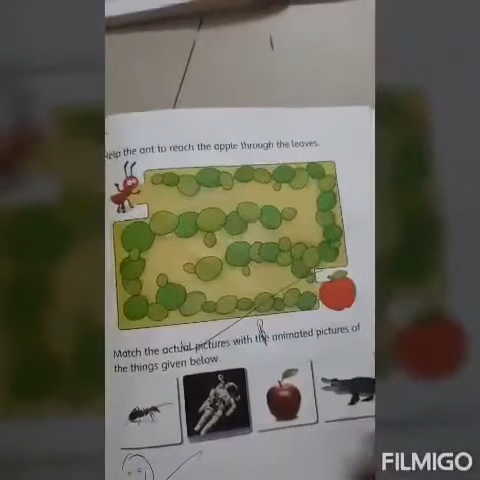 Help the ant to reach the apple through the leaves.
Match the actual pictures with the animated pictures of
the things given below.
FILMIGO